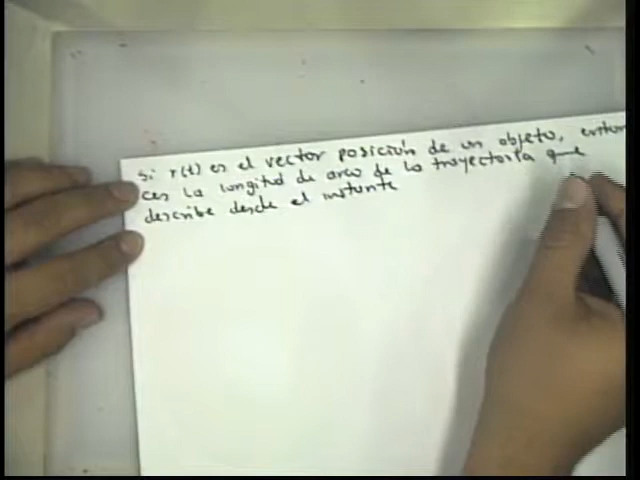 Si r(t) es el vector posición de un objeto, enton
ces la longitud de arco de la trayectoria que
describe desde el instante